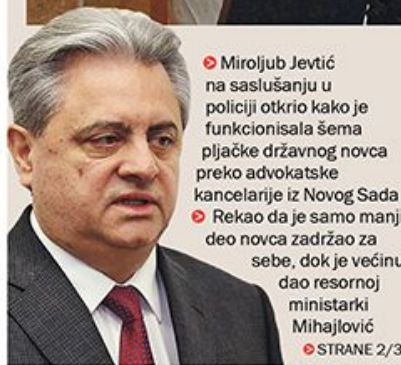 Miroljub Jevtić
na saslušanju u
policiji otkrio kako je
funkcionisala šema
pljačke državnog novca
preko advokatske
kancelarije iz Novog Sada
Rekao da je samo manji
deo novca zadržao za
sebe, dok je većinu
dao resornoj
ministarki
Mihajlović
STRANE 2/3